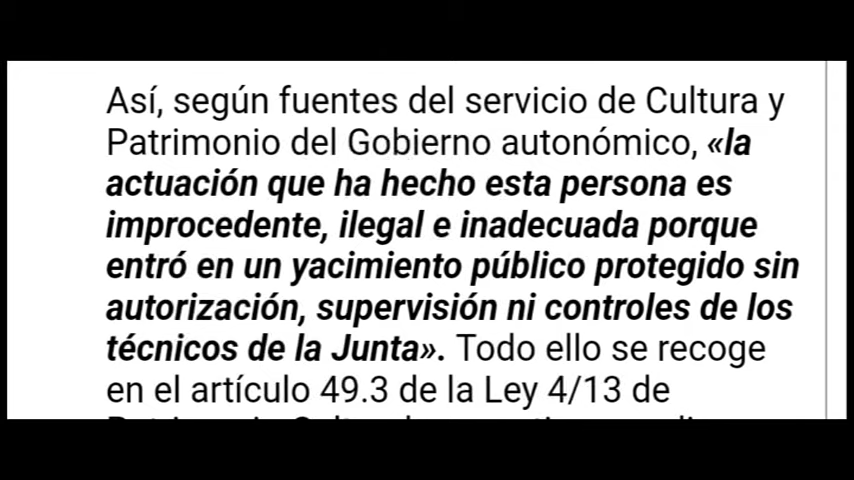 Así, según fuentes del servicio de Cultura y
Patrimonio del Gobierno autonómico, «la
actuación que ha hecho esta persona es
improcedente, ilegal e inadecuada porque
entró en un yacimiento público protegido sin
autorización, supervisión ni controles de los
técnicos de la Junta». Todo ello se recoge
en el artículo 49.3 de la Ley 4/13 de